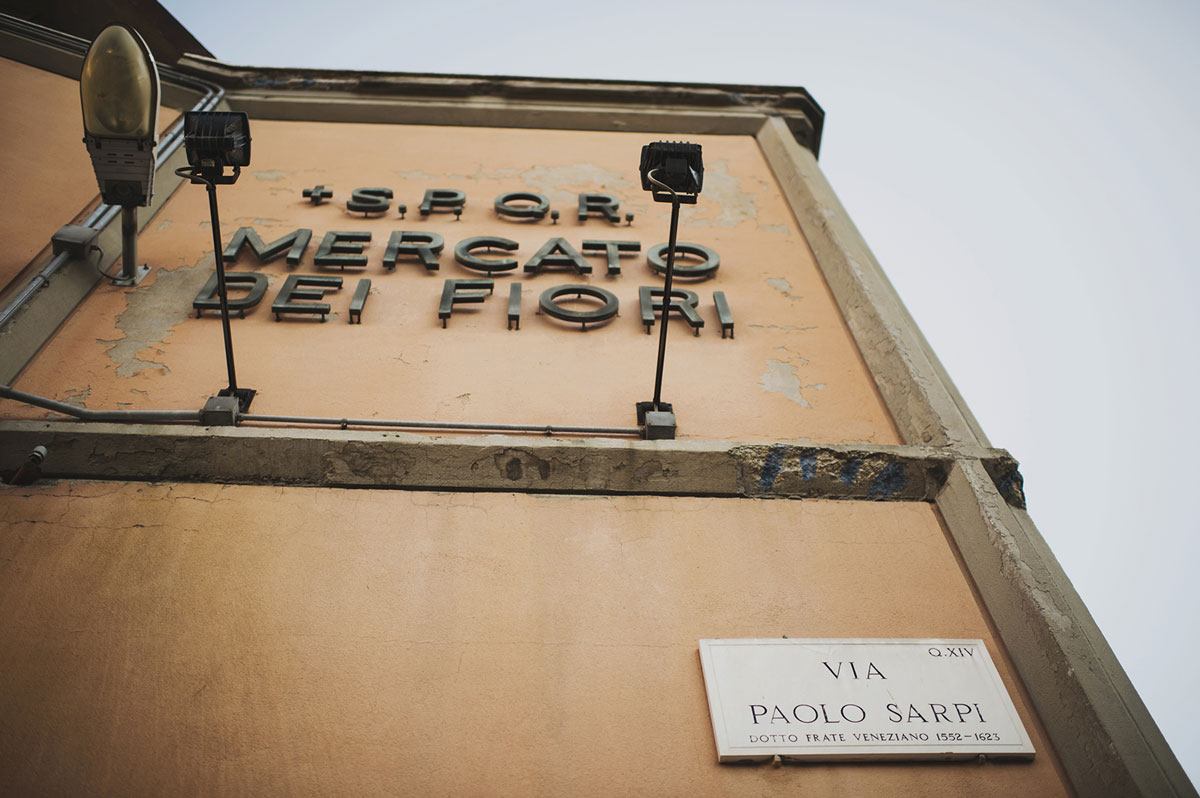 + S.P.Q.R.
MERCATO
DEI FIORI
Q.XIV
VIA
PAOLO SARPI
DOTTO FRATE VENEZIANO 1552-1623